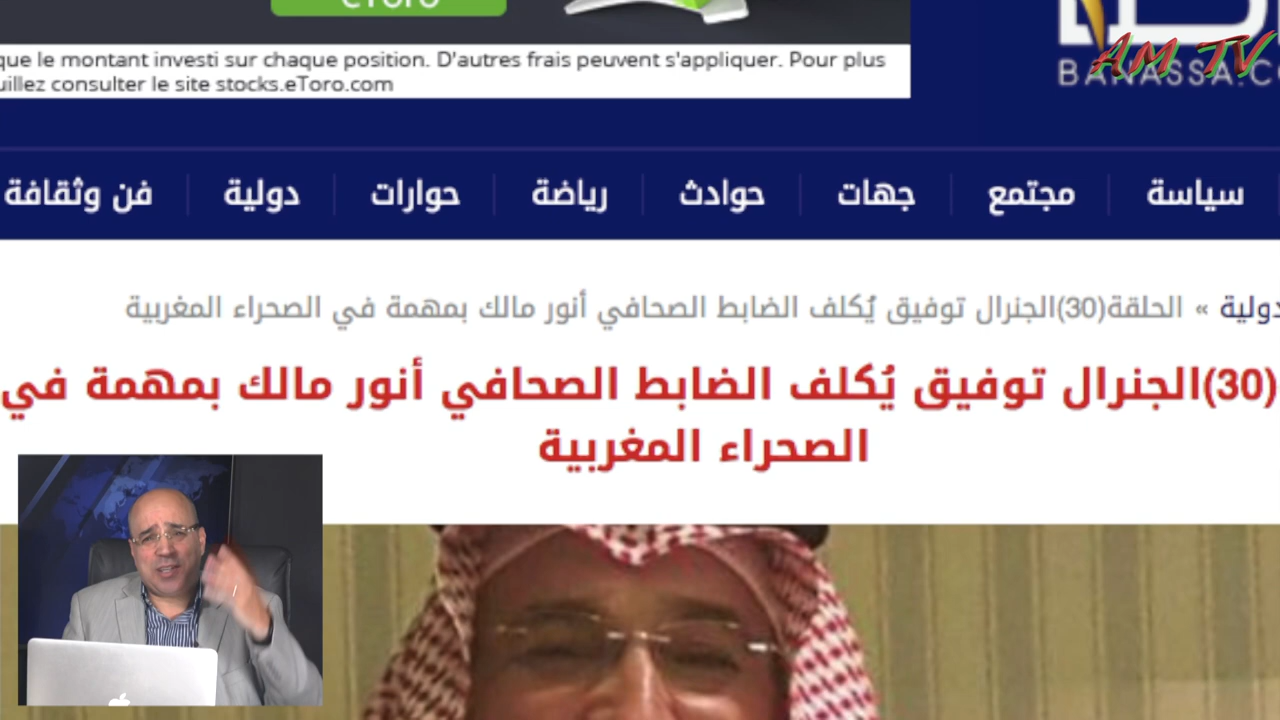 eToro
que le montant investi sur chaque position. D'autres frais peuvent s'appliquer. Pour plus
uillez consulter le site stocks.eToro.com
AM TV
سياسة
مجتمع
جهات
حوادث
رياضة
حوارات
دولية
فن وثقافة
دولية » الحلقة(30)الجنرال توفيق يُكلف الضابط الصحافي أنور مالك بمهمة في الصحراء المغربية
(30)الجنرال توفيق يُكلف الضابط الصحافي أنور مالك بمهمة في
الصحراء المغربية